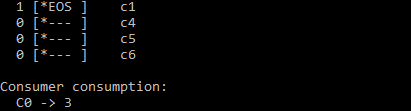 1 [*EOS ] c1
0 [*--- ] c4
0 [*--- ] c5
0 [*--- ] c6
Consumer consumption:
C0 -> 3